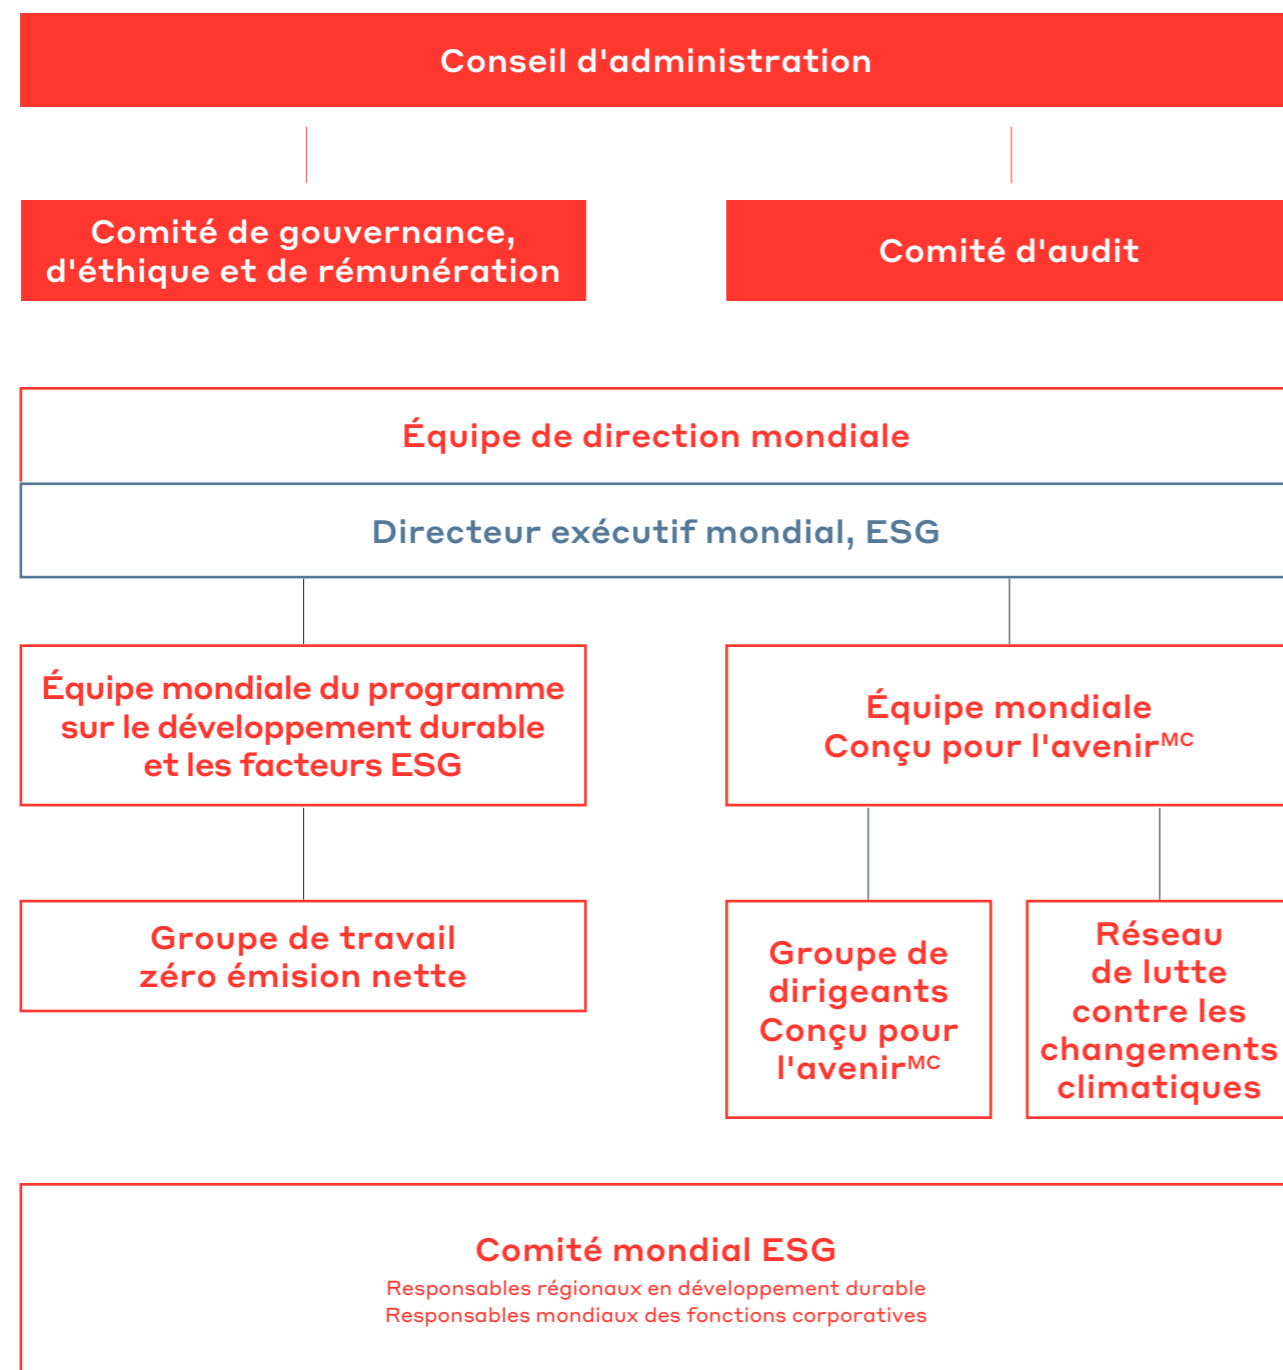 Conseil d'administration
Comité de gouvernance,
d'éthique et de rémunération
Comité d'audit
Équipe de direction mondiale
Directeur exécutif mondial, ESG
Équipe mondiale du programme
sur le développement durable
et les facteurs ESG
Équipe mondiale
Conçu pour l'avenirᴹᶜ
Groupe de travail
zéro émision nette
Groupe de
dirigeants
Conçu pour
l'avenirᴹᶜ
Réseau
de lutte
contre les
changements
climatiques
Comité mondial ESG
Responsables régionaux en développement durable
Responsables mondiaux des fonctions corporatives